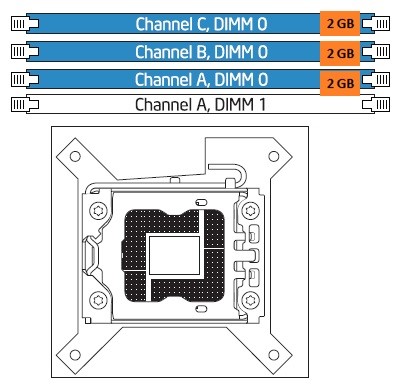 Channel C, DIMM 0 2 GB
Channel B, DIMM 0 2 GB
Channel A, DIMM 0 2 GB
Channel A, DIMM 1